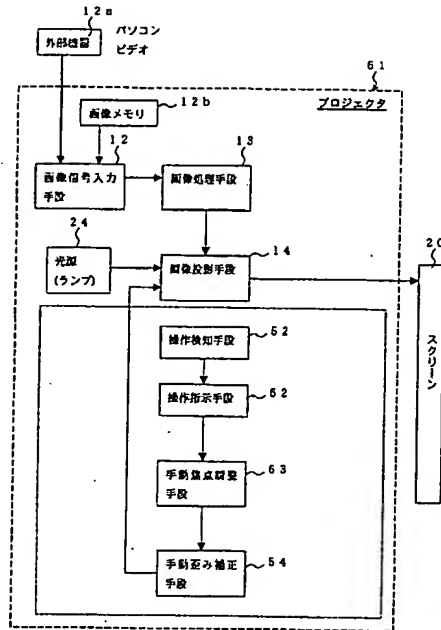 12a
外部機器
パソコン
ビデオ
61
プロジェクタ
12b
画像メモリ
12
画像信号入力
手段
13
画像処理手段
24
光源
(ランプ)
14
画像投影手段
20
スクリーン
52
操作検知手段
62
操作指示手段
63
手動焦点調整
手段
54
手動歪み補正
手段